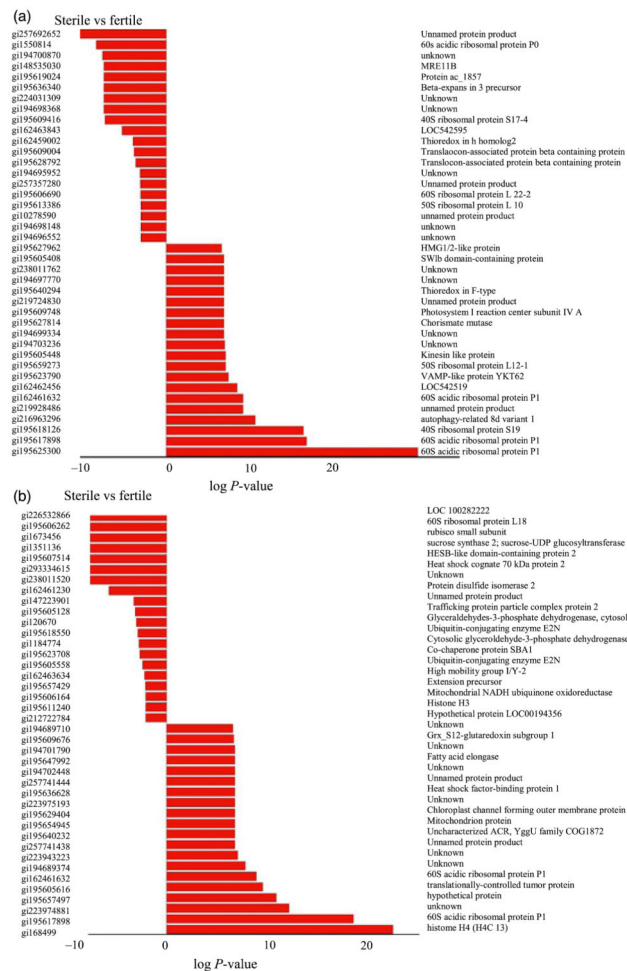 (a)
Sterile vs fertile
gi257692652 Unnamed protein product
gi1550814 60s acidic ribosomal protein P0
gi194700870 unknown
gi148535030 MRE11B
gi195619024 Protein ac_1857
gi195636340 Beta-expans in 3 precursor
gi224031309 Unknown
gi194698368 Unknown
gi195609416 40S ribosomal protein S17-4
gi162463843 LOC542595
gi162459002 Thioredox in h homolog2
gi195609004 Translaocon-associated protein beta containing protein
gi195628792 Translocon-associated protein beta containing protein
gi194695952 Unknown
gi257357280 Unnamed protein product
gi195606690 60S ribosomal protein L 22-2
gi195613386 50S ribosomal protein L 10
gi10278590 unnamed protein product
gi194698148 unknown
gi194696552 unknown
gi195627962 HMG1/2-like protein
gi195605408 SWlb domain-containing protein
gi238011762 Unknown
gi194697770 Unknown
gi195640294 Thioredox in F-type
gi219724830 Unnamed protein product
gi195609748 Photosystem I reaction center subunit IV A
gi195627814 Chorismate mutase
gi194699334 Unknown
gi194703236 Unknown
gi195605448 Kinesin like protein
gi195659273 50S ribosomal protein L12-1
gi195623790 VAMP-like protein YKT62
gi162462456 LOC542519
gi162461632 60S acidic ribosomal protein P1
gi219928486 unnamed protein product
gi216963296 autophagy-related 8d variant 1
gi195618126 40S ribosomal protein S19
gi195617898 60S acidic ribosomal protein P1
gi195625300 60S acidic ribosomal protein P1
−10 0 10 20
log P-value
(b)
Sterile vs fertile
gi226532866 LOC 100282222
gi195606262 60S ribosomal protein L18
gi1673456 rubisco small subunit
gi1351136 sucrose synthase 2; sucrose-UDP glucosyltransferase
gi195607514 HESB-like domain-containing protein 2
gi293334615 Heat shock cognate 70 kDa protein 2
gi238011520 Unknown
gi162461230 Protein disulfide isomerase 2
gi147223901 Unnamed protein product
gi195605128 Trafficking protein particle complex protein 2
gi120670 Glyceraldehydes-3-phosphate dehydrogenase, cytosol
gi195618550 Ubiquitin-conjugating enzyme E2N
gi1184774 Cytosolic glyceroldehyde-3-phosphate dehydrogenase
gi195623708 Co-chaperone protein SBA1
gi195605558 Ubiquitin-conjugating enzyme E2N
gi162463634 High mobility group I/Y-2
gi195657429 Extension precursor
gi195606164 Mitochondrial NADH ubiquinone oxidoreductase
gi195611240 Histone H3
gi212722784 Hypothetical protein LOC00194356
gi194689710 Unknown
gi195609676 Grx_S12-glutaredoxin subgroup 1
gi194701790 Unknown
gi195647992 Fatty acid elongase
gi194702448 Unknown
gi257741444 Unnamed protein product
gi195636628 Heat shock factor-binding protein 1
gi223975193 Unknown
gi195629404 Chloroplast channel forming outer membrane protein
gi195654945 Mitochondrion protein
gi195640232 Uncharacterized ACR, YggU family COG1872
gi257741438 Unnamed protein product
gi223943223 Unknown
gi194689374 Unknown
gi162461632 60S acidic ribosomal protein P1
gi195605616 translationally-controlled tumor protein
gi195657497 hypothetical protein
gi223974881 unknown
gi195617898 60S acidic ribosomal protein P1
gi168499 histone H4 (H4C 13)
−10 0 10 20
log P-value